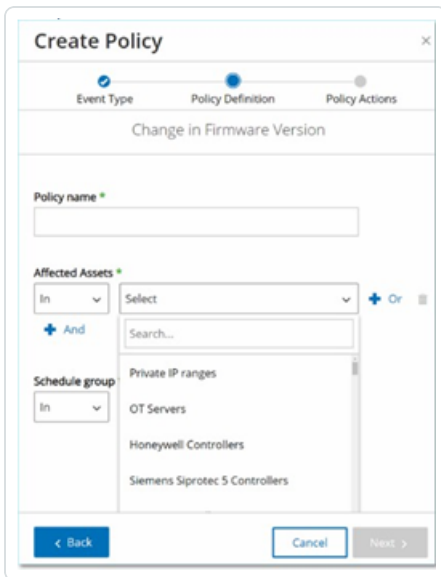 Create Policy
Event Type Policy Definition Policy Actions
Change in Firmware Version
Policy name *
Affected Assets *
In Select + Or
+ And
Search...
Schedule group
Private IP ranges
In
OT Servers
Honeywell Controllers
Siemens Siprotec 5 Controllers
< Back Cancel Next >